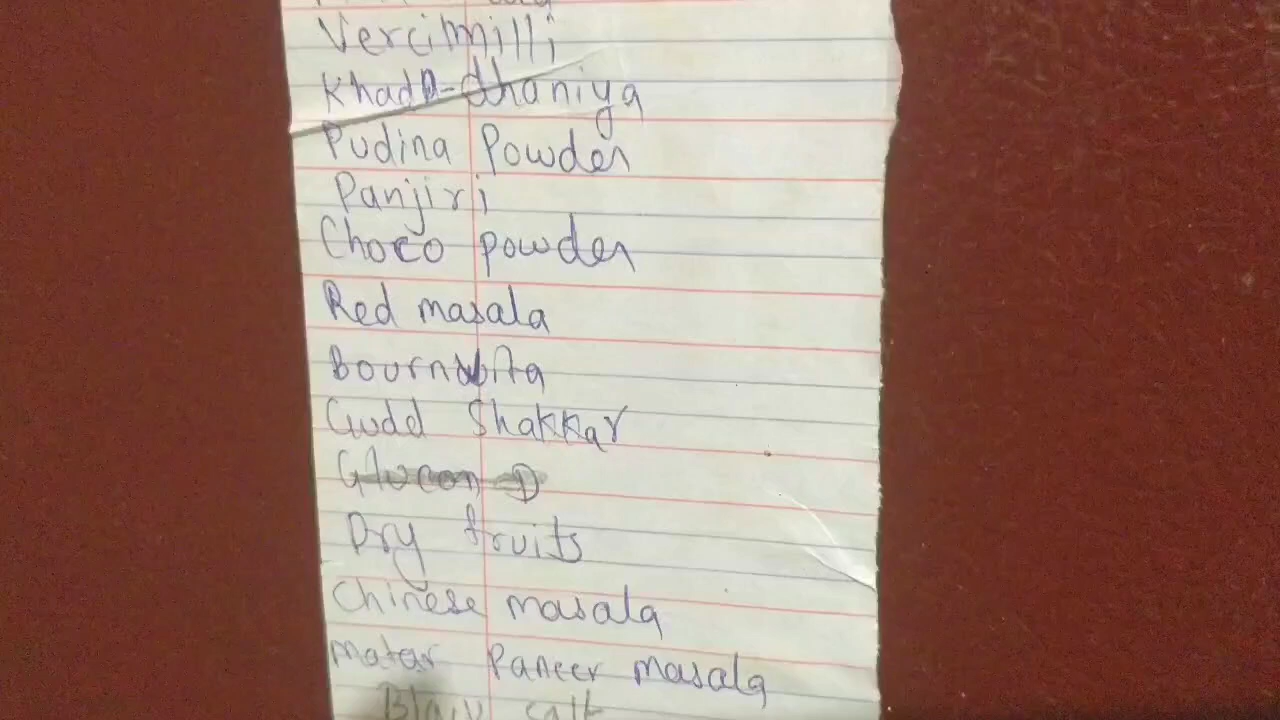 Vercimilli
Khada-dhaniya
Pudina Powder
Panjiri
Choco powder
Red masala
Bournvita
Gudd Shakkar
Glucon-D
Dry fruits
Chinese masala
Matar Paneer masala
salt